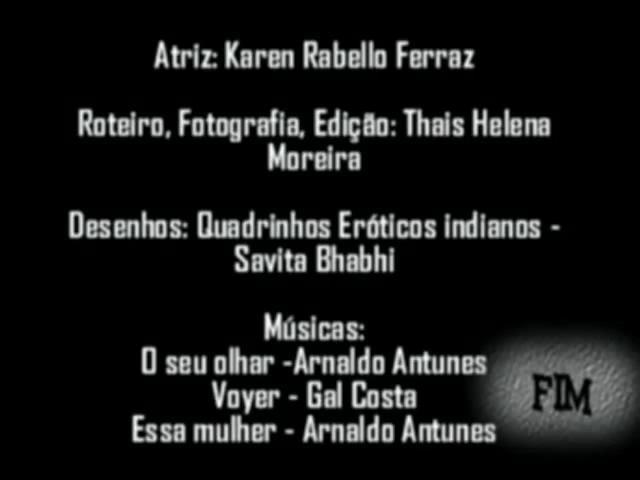 Atriz: Karen Rabello Ferraz
Roteiro, Fotografia, Edição: Thais Helena
Moreira
Desenhos: Quadrinhos Eróticos indianos -
Savita Bhabhi
Músicas:
O seu olhar -Arnaldo Antunes
Voyer - Gal Costa
Essa mulher - Arnaldo Antunes
FIM